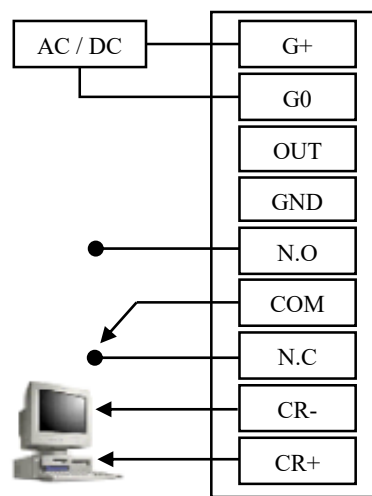 AC / DC
G+
G0
OUT
GND
N.O
COM
N.C
CR-
CR+